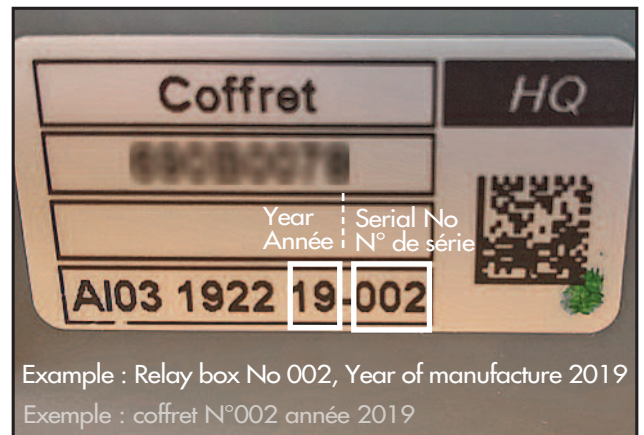 Coffret
HQ
Year
Année
Serial No
N° de série
AI03 1922 19-002
Example : Relay box No 002, Year of manufacture 2019
Exemple : coffret N°002 année 2019